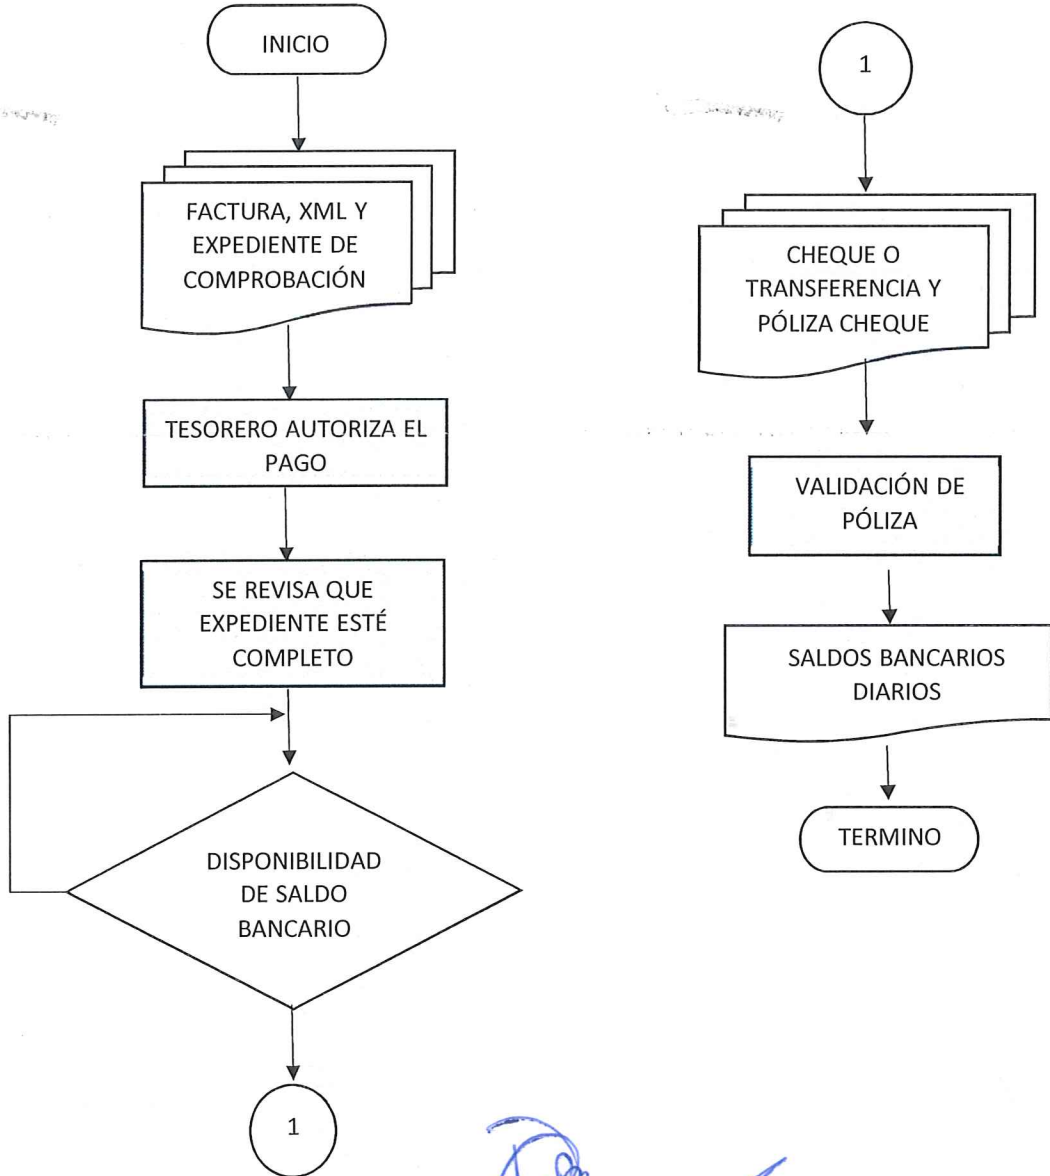 INICIO
FACTURA, XML Y
EXPEDIENTE DE
COMPROBACIÓN
TESORERO AUTORIZA EL
PAGO
SE REVISA QUE
EXPEDIENTE ESTÉ
COMPLETO
DISPONIBILIDAD
DE SALDO
BANCARIO
1
1
CHEQUE O
TRANSFERENCIA Y
PÓLIZA CHEQUE
VALIDACIÓN DE
PÓLIZA
SALDOS BANCARIOS
DIARIOS
TERMINO